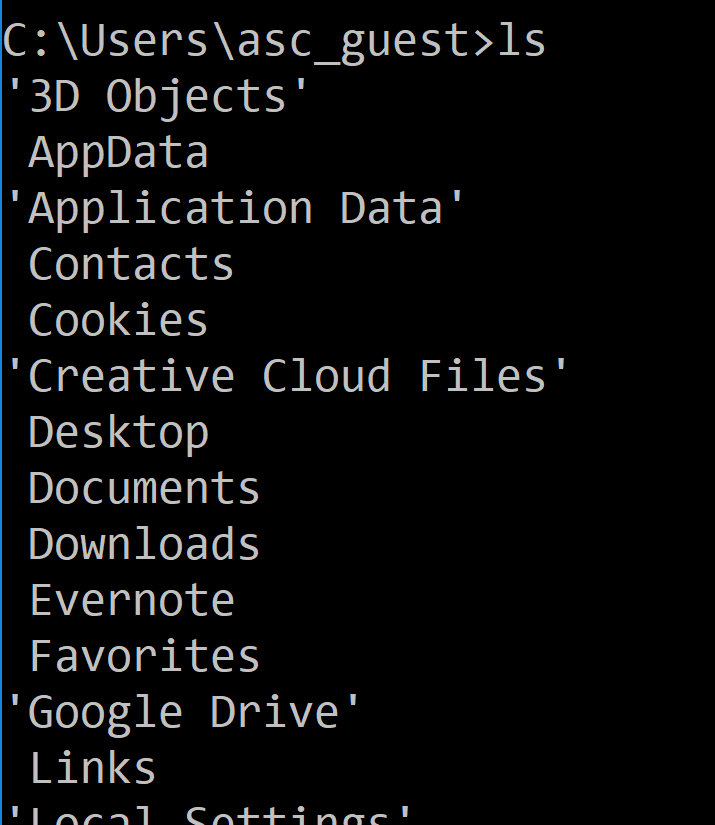 C:\Users\asc_guest>ls
'3D Objects'
 AppData
'Application Data'
 Contacts
 Cookies
'Creative Cloud Files'
 Desktop
 Documents
 Downloads
 Evernote
 Favorites
'Google Drive'
 Links
'Local Settings'